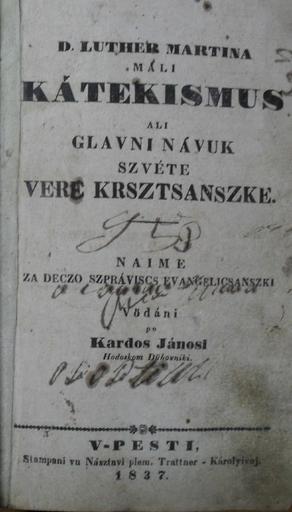 D. LUTHER MARTINA
MÁLI
KÁTEKISMUS
ALI
GLAVNI NÁVUK
SZVÉTE
VERE KRSZTSANSZKE.
NAIME
ZA DECZO SZPRÁVISCS EVANGELICSANSZKI
Vödáni
po
Kardos Jánosi
Hodoskom Dühovniki.
V-PESTI,
Stampani vu Násztavi plem. Trattner - Károlyivoj.
1837.